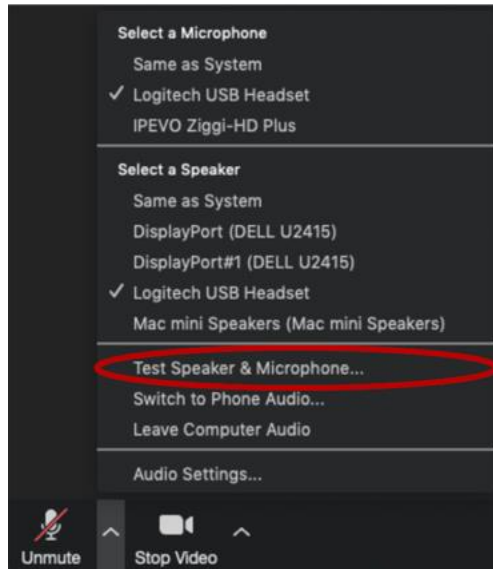 Select a Microphone
Same as System
✓ Logitech USB Headset
IPEVO Ziggi-HD Plus
Select a Speaker
Same as System
DisplayPort (DELL U2415)
DisplayPort#1 (DELL U2415)
✓ Logitech USB Headset
Mac mini Speakers (Mac mini Speakers)
Test Speaker & Microphone...
Switch to Phone Audio...
Leave Computer Audio
Audio Settings...
Unmute Stop Video